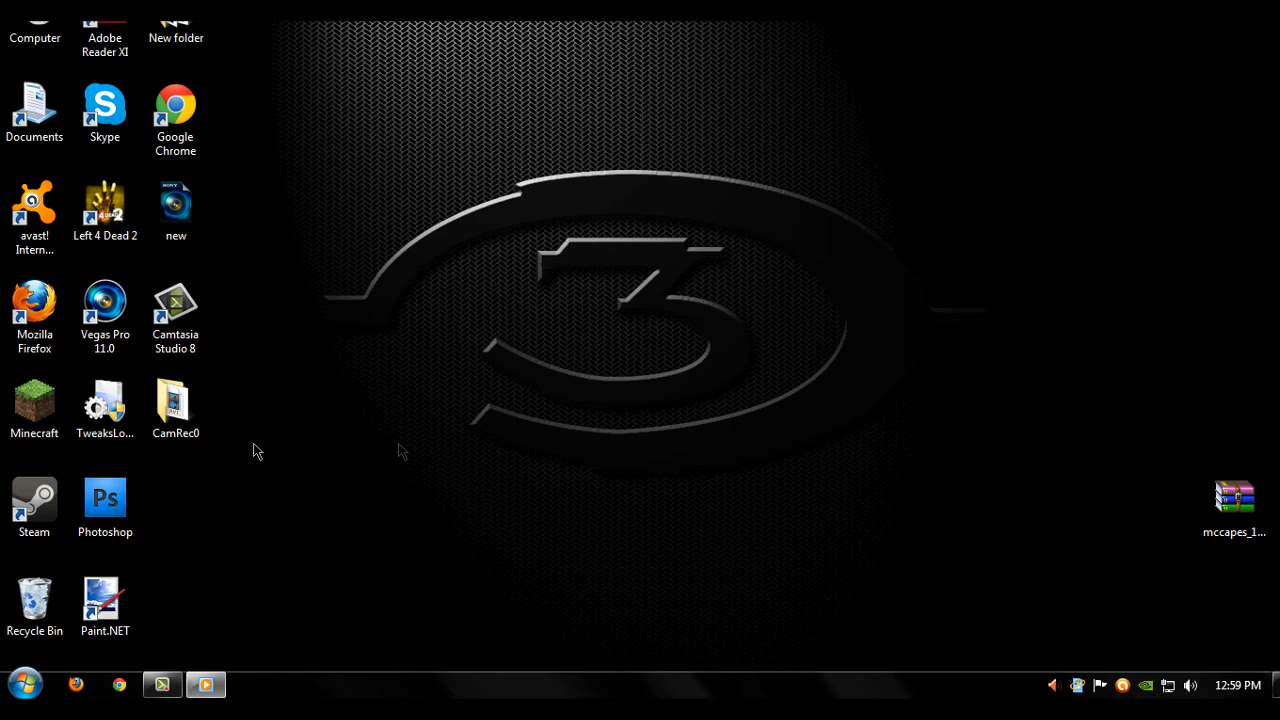 Computer
Adobe
Reader XI
New folder
Documents
Skype
Google
Chrome
avast!
Intern...
Left 4 Dead 2
new
Mozilla
Firefox
Vegas Pro
11.0
Camtasia
Studio 8
Minecraft
TweaksLo...
CamRec0
Steam
Photoshop
mccapes_1...
Recycle Bin
Paint.NET
12:59 PM